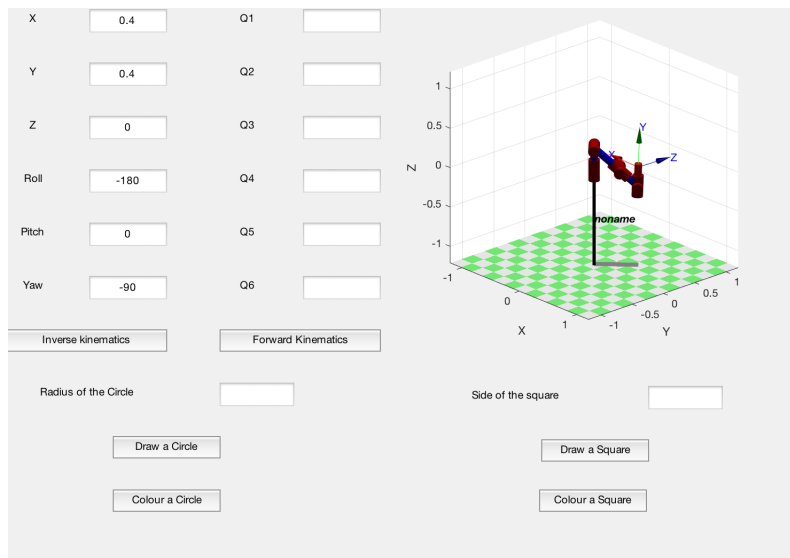 X 0.4 Q1
Y 0.4 Q2
Z 0 Q3
Roll -180 Q4
Pitch 0 Q5
Yaw -90 Q6
Inverse kinematics Forward Kinematics
Radius of the Circle
Draw a Circle
Colour a Circle
1
0.5
0
-0.5
-1
Z
Y
X
Z
noname
-1
0
1
X
-1
-0.5
0
0.5
1
Y
Side of the square
Draw a Square
Colour a Square